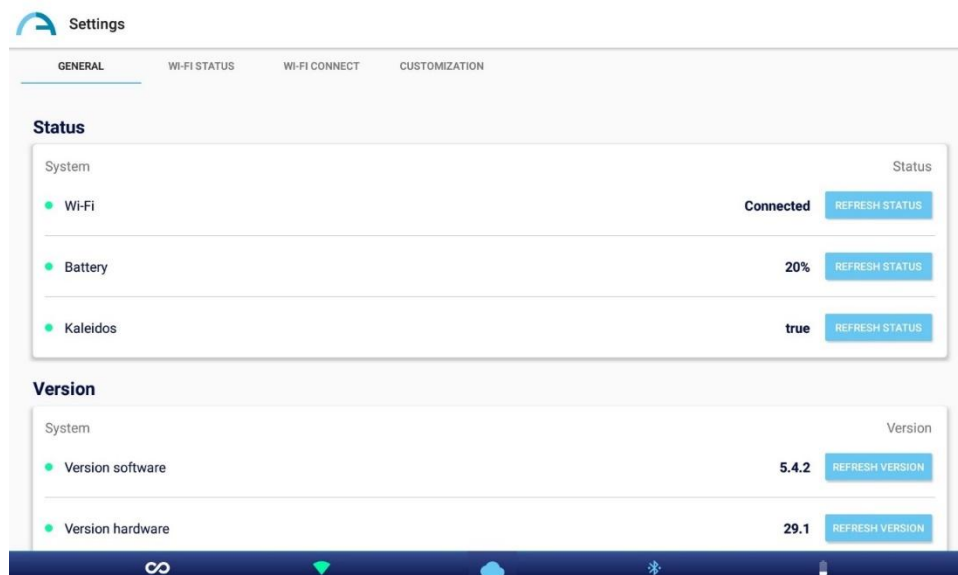 Settings
GENERAL WI-FI STATUS WI-FI CONNECT CUSTOMIZATION
Status
System Status
Wi-Fi Connected REFRESH STATUS
Battery 20% REFRESH STATUS
Kaleidos true REFRESH STATUS
Version
System Version
Version software 5.4.2 REFRESH VERSION
Version hardware 29.1 REFRESH VERSION